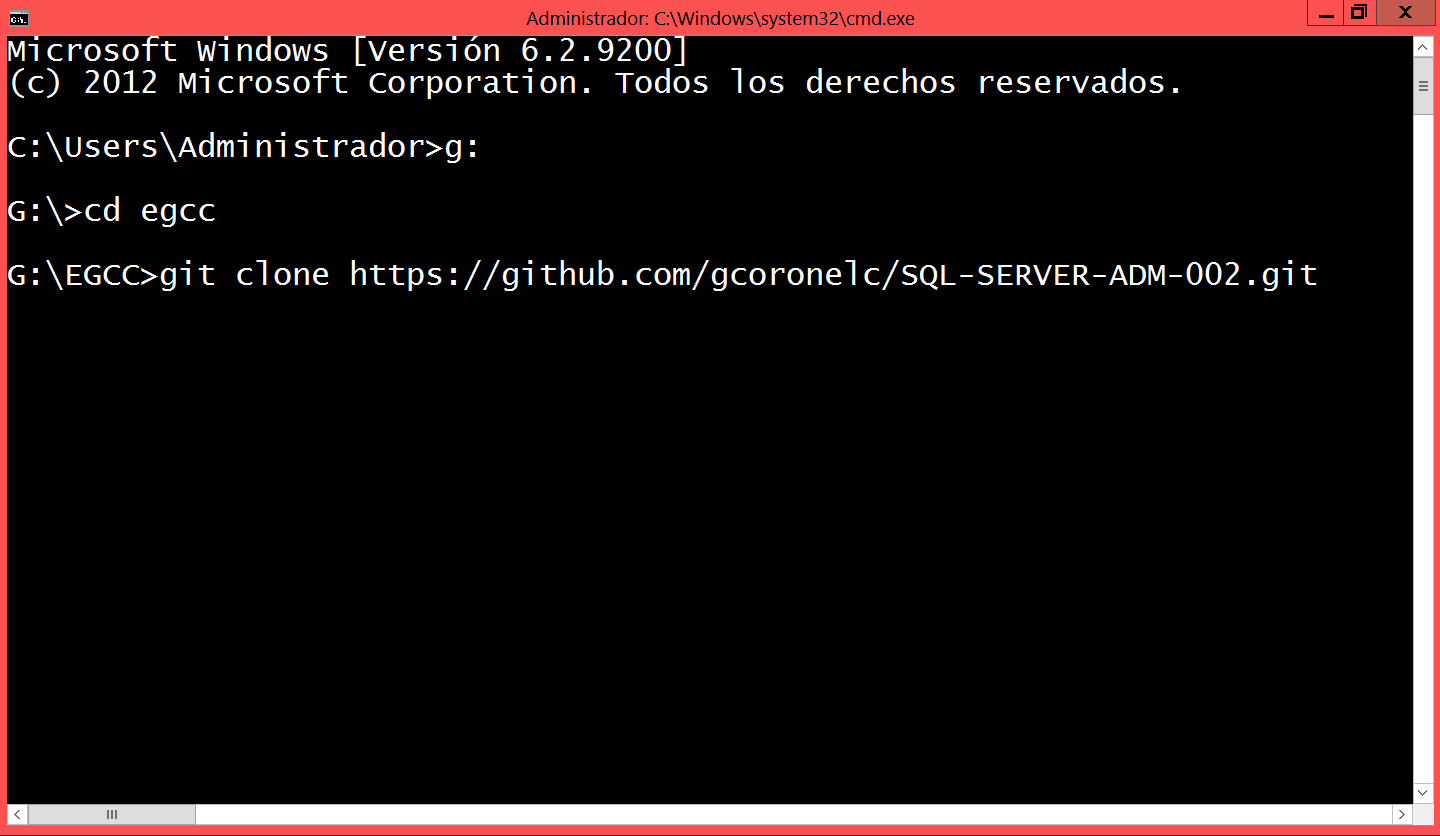 Administrador: C:\Windows\system32\cmd.exe
Microsoft Windows [Versión 6.2.9200]
(c) 2012 Microsoft Corporation. Todos los derechos reservados.
C:\Users\Administrador>g:
G:\>cd egcc
G:\EGCC>git clone https://github.com/gcoronelc/SQL-SERVER-ADM-002.git